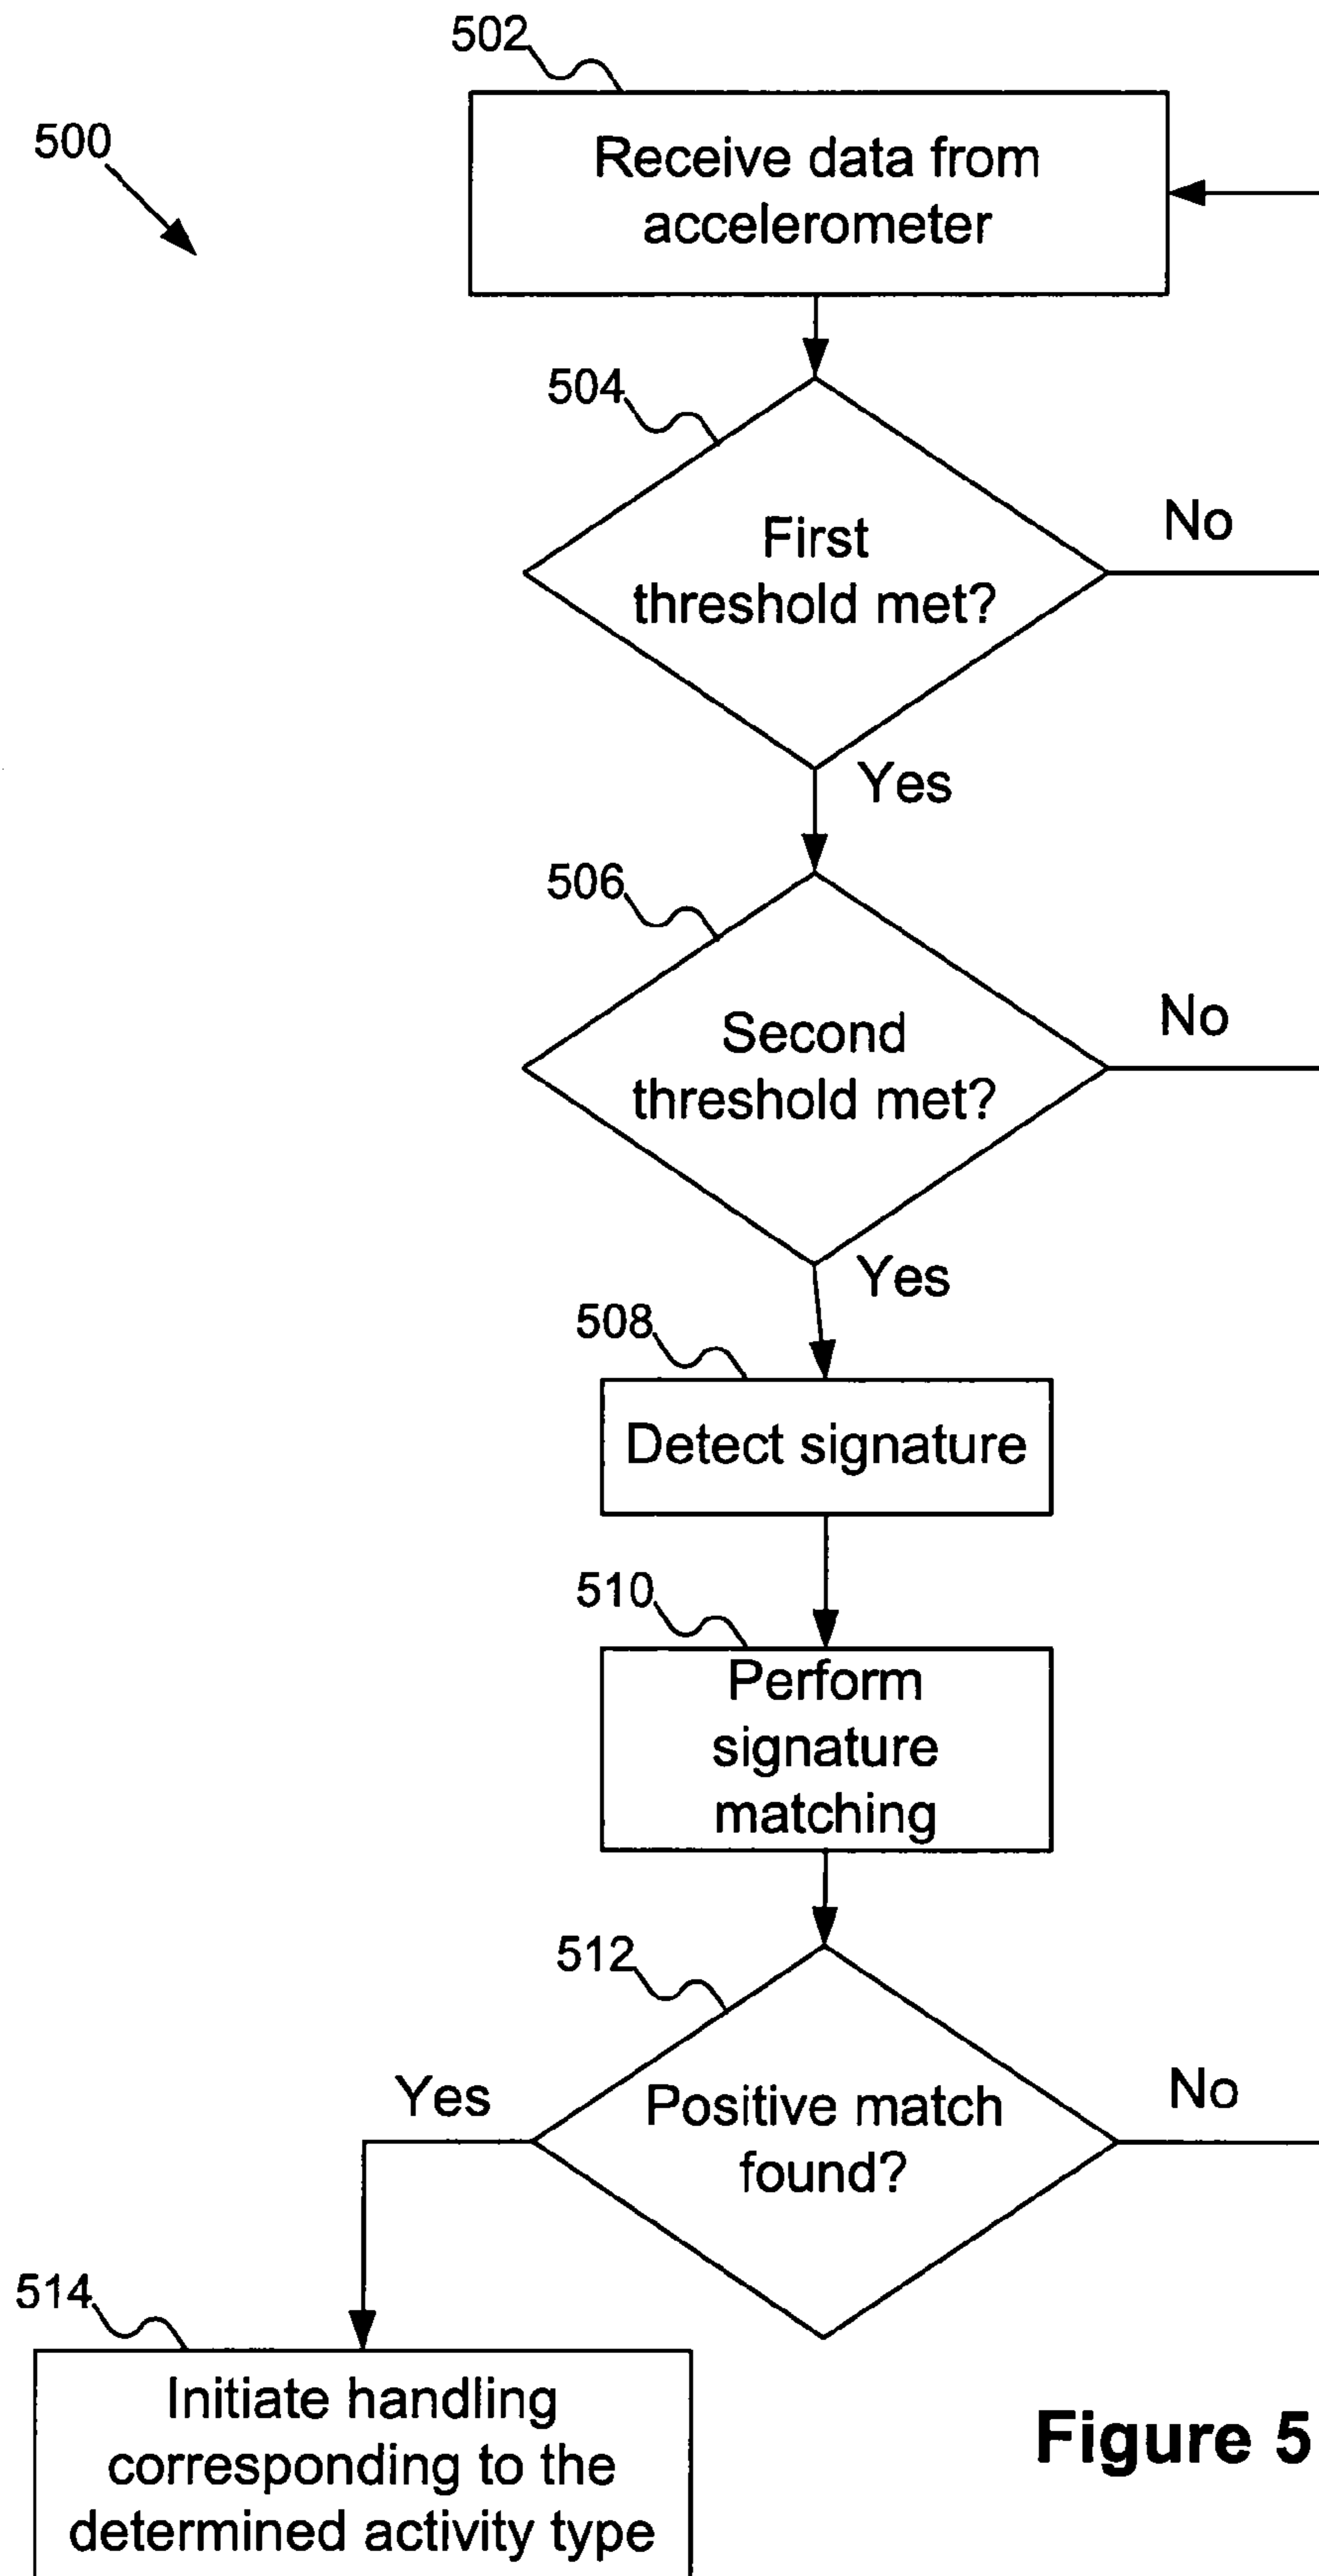 502
500
Receive data from
accelerometer
504
First
threshold met?
No
Yes
506
Second
threshold met?
No
Yes
508
Detect signature
510
Perform
signature
matching
512
Positive match
found?
Yes
No
514
Initiate handling
corresponding to the
determined activity type
Figure 5